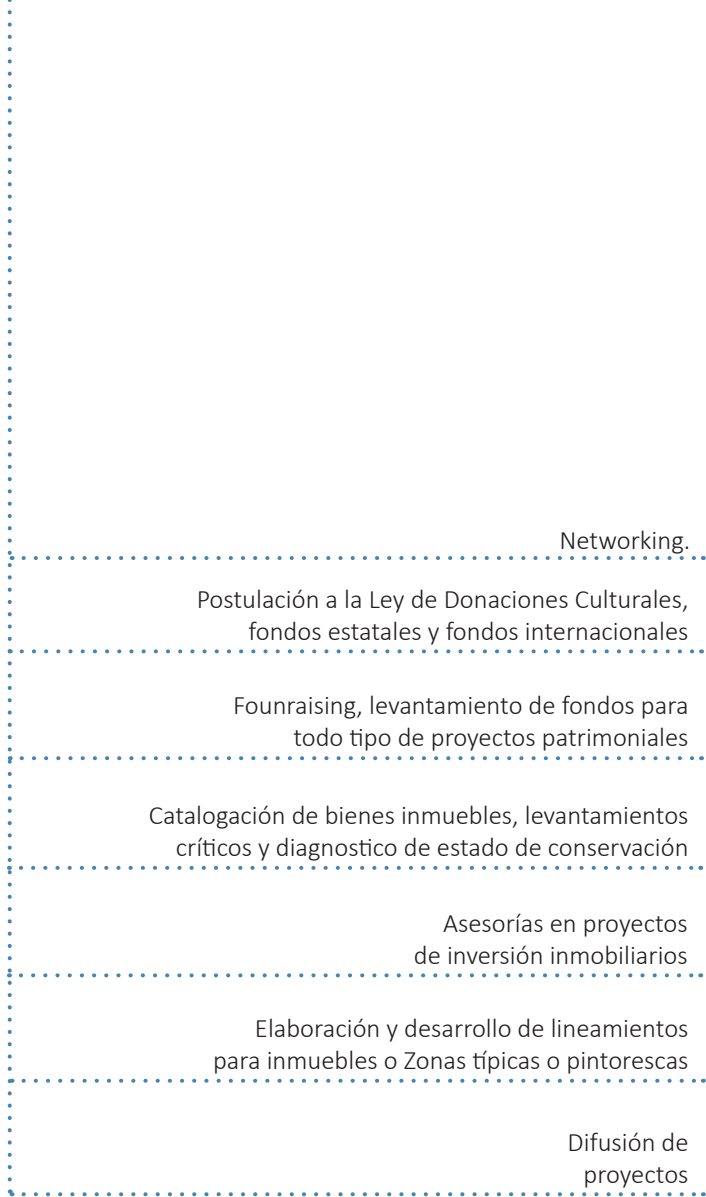 Networking.
Postulación a la Ley de Donaciones Culturales,
fondos estatales y fondos internacionales
Founraising, levantamiento de fondos para
todo tipo de proyectos patrimoniales
Catalogación de bienes inmuebles, levantamientos
críticos y diagnostico de estado de conservación
Asesorías en proyectos
de inversión inmobiliarios
Elaboración y desarrollo de lineamientos
para inmuebles o Zonas típicas o pintorescas
Difusión de
proyectos